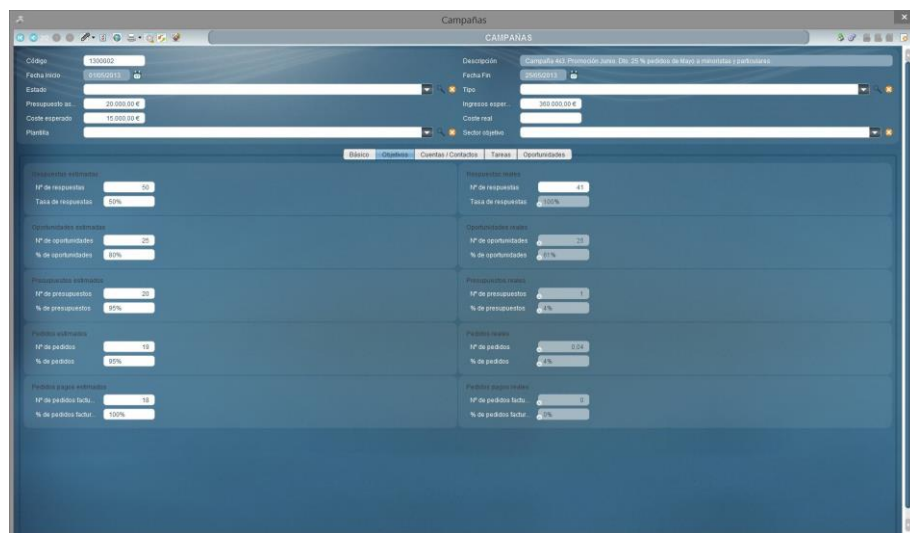 Campañas
CAMPAÑAS
Código 1300002 Descripción Campaña 4x3. Promoción Junio. Dto. 25 % pedidos de Mayo a minoristas y particulares.
Fecha Inicio 01/05/2013 Fecha Fin 25/05/2013
Estado Tipo
Presupuesto as... 20.000,00 € Ingresos esper... 360.000,00 €
Coste esperado 15.000,00 € Coste real
Plantilla Sector objetivo
Básico Objetivos Cuentas / Contactos Tareas Oportunidades
Respuestas estimadas Respuestas reales
Nº de respuestas 50 Nº de respuestas 41
Tasa de respuestas 50% Tasa de respuestas 100%
Oportunidades estimadas Oportunidades reales
Nº de oportunidades 25 Nº de oportunidades 25
% de oportunidades 80% % de oportunidades 61%
Presupuestos estimados Presupuestos reales
Nº de presupuestos 20 Nº de presupuestos 1
% de presupuestos 95% % de presupuestos 4%
Pedidos estimados Pedidos reales
Nº de pedidos 18 Nº de pedidos 0,04
% de pedidos 95% % de pedidos 4%
Pedidos pagos estimados Pedidos pagos reales
Nº de pedidos factu... 18 Nº de pedidos factu... 0
% de pedidos factur... 100% % de pedidos factur... 0%